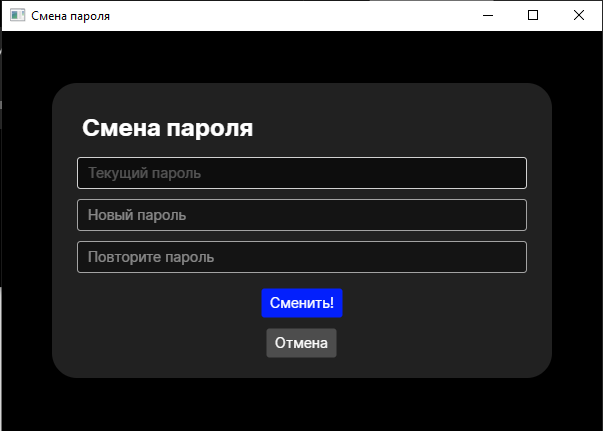 Смена пароля
Смена пароля
Текущий пароль
Новый пароль
Повторите пароль
Сменить!
Отмена